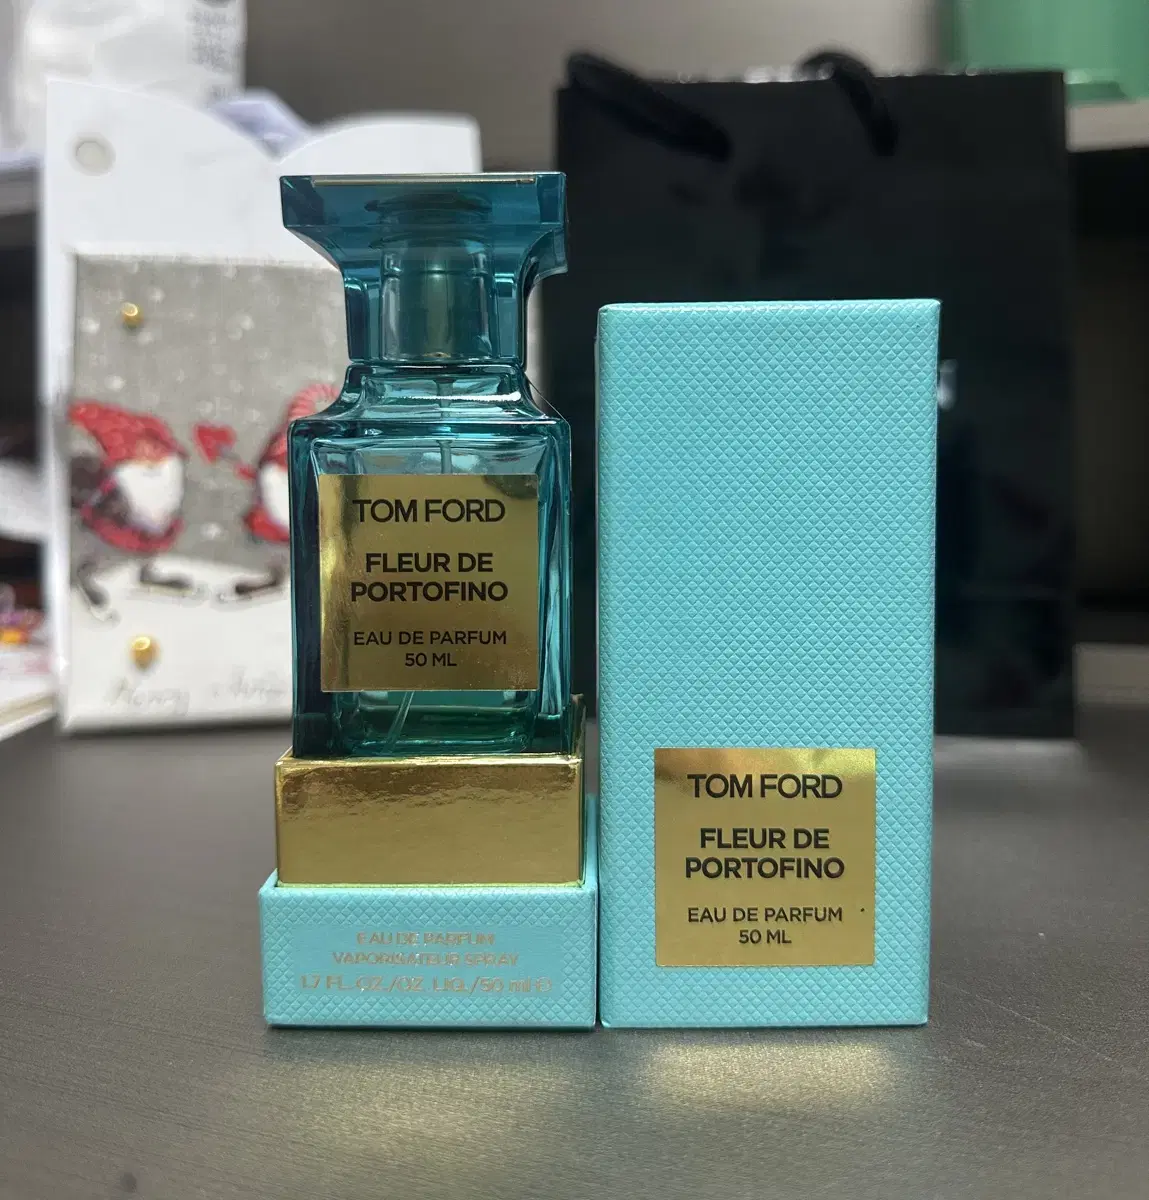 TOM FORD
FLEUR DE
PORTOFINO
EAU DE PARFUM
50 ML
EAU DE PARFUM
VAPORISATEUR SPRAY
1.7 FL. OZ./OZ. LIQ./50 ml ℮
TOM FORD
FLEUR DE
PORTOFINO
EAU DE PARFUM
50 ML